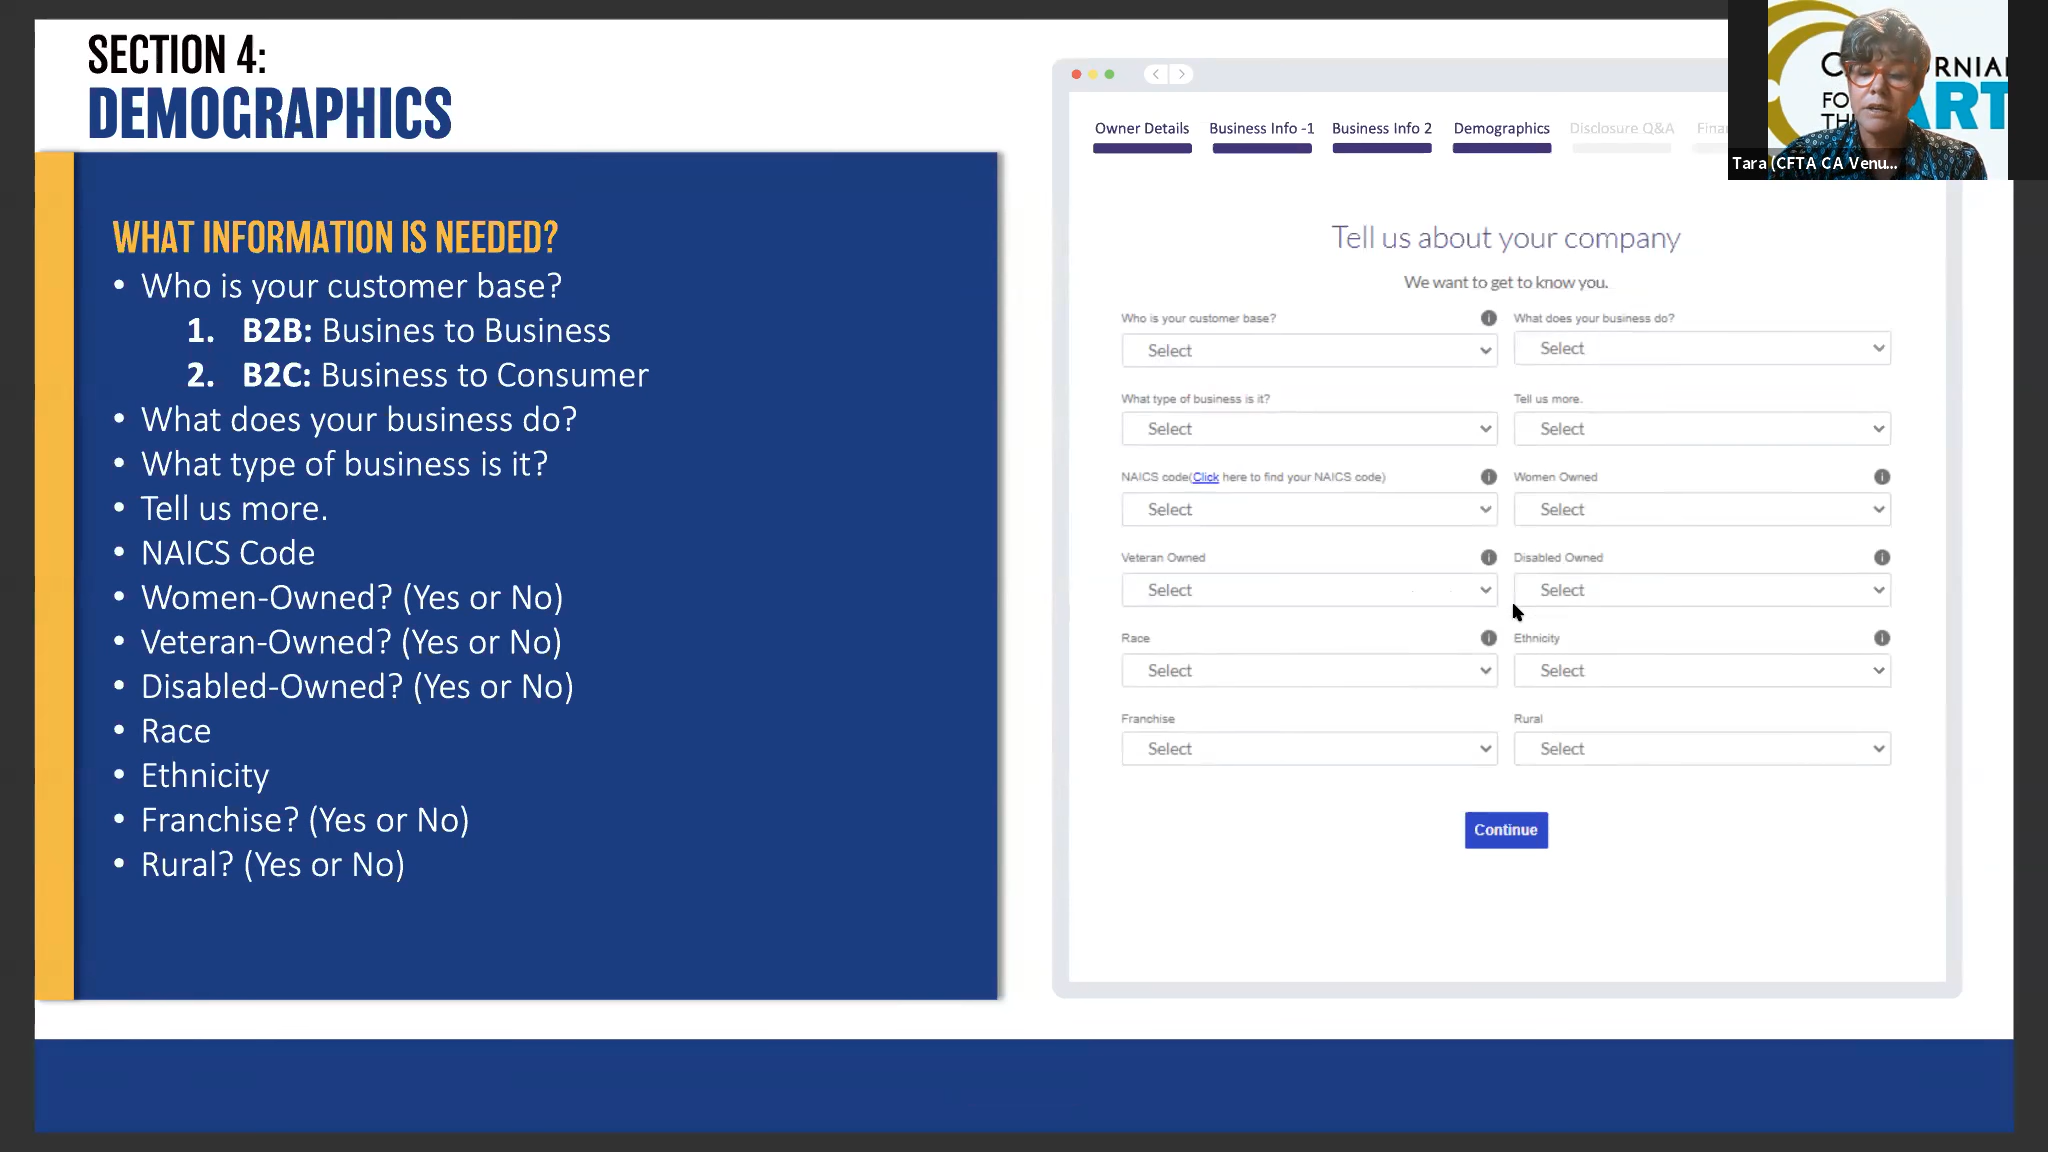 SECTION 4:
DEMOGRAPHICS
WHAT INFORMATION IS NEEDED?
• Who is your customer base?
1. B2B: Busines to Business
2. B2C: Business to Consumer
• What does your business do?
• What type of business is it?
• Tell us more.
• NAICS Code
• Women-Owned? (Yes or No)
• Veteran-Owned? (Yes or No)
• Disabled-Owned? (Yes or No)
• Race
• Ethnicity
• Franchise? (Yes or No)
• Rural? (Yes or No)
Owner Details Business Info -1 Business Info 2 Demographics Disclosure Q&A
Tell us about your company
We want to get to know you.
Who is your customer base? What does your business do?
Select Select
What type of business is it? Tell us more.
Select Select
NAICS code(Click here to find your NAICS code) Women Owned
Select Select
Veteran Owned Disabled Owned
Select Select
Race Ethnicity
Select Select
Franchise Rural
Select Select
Continue
Tara (CFTA CA Venu...